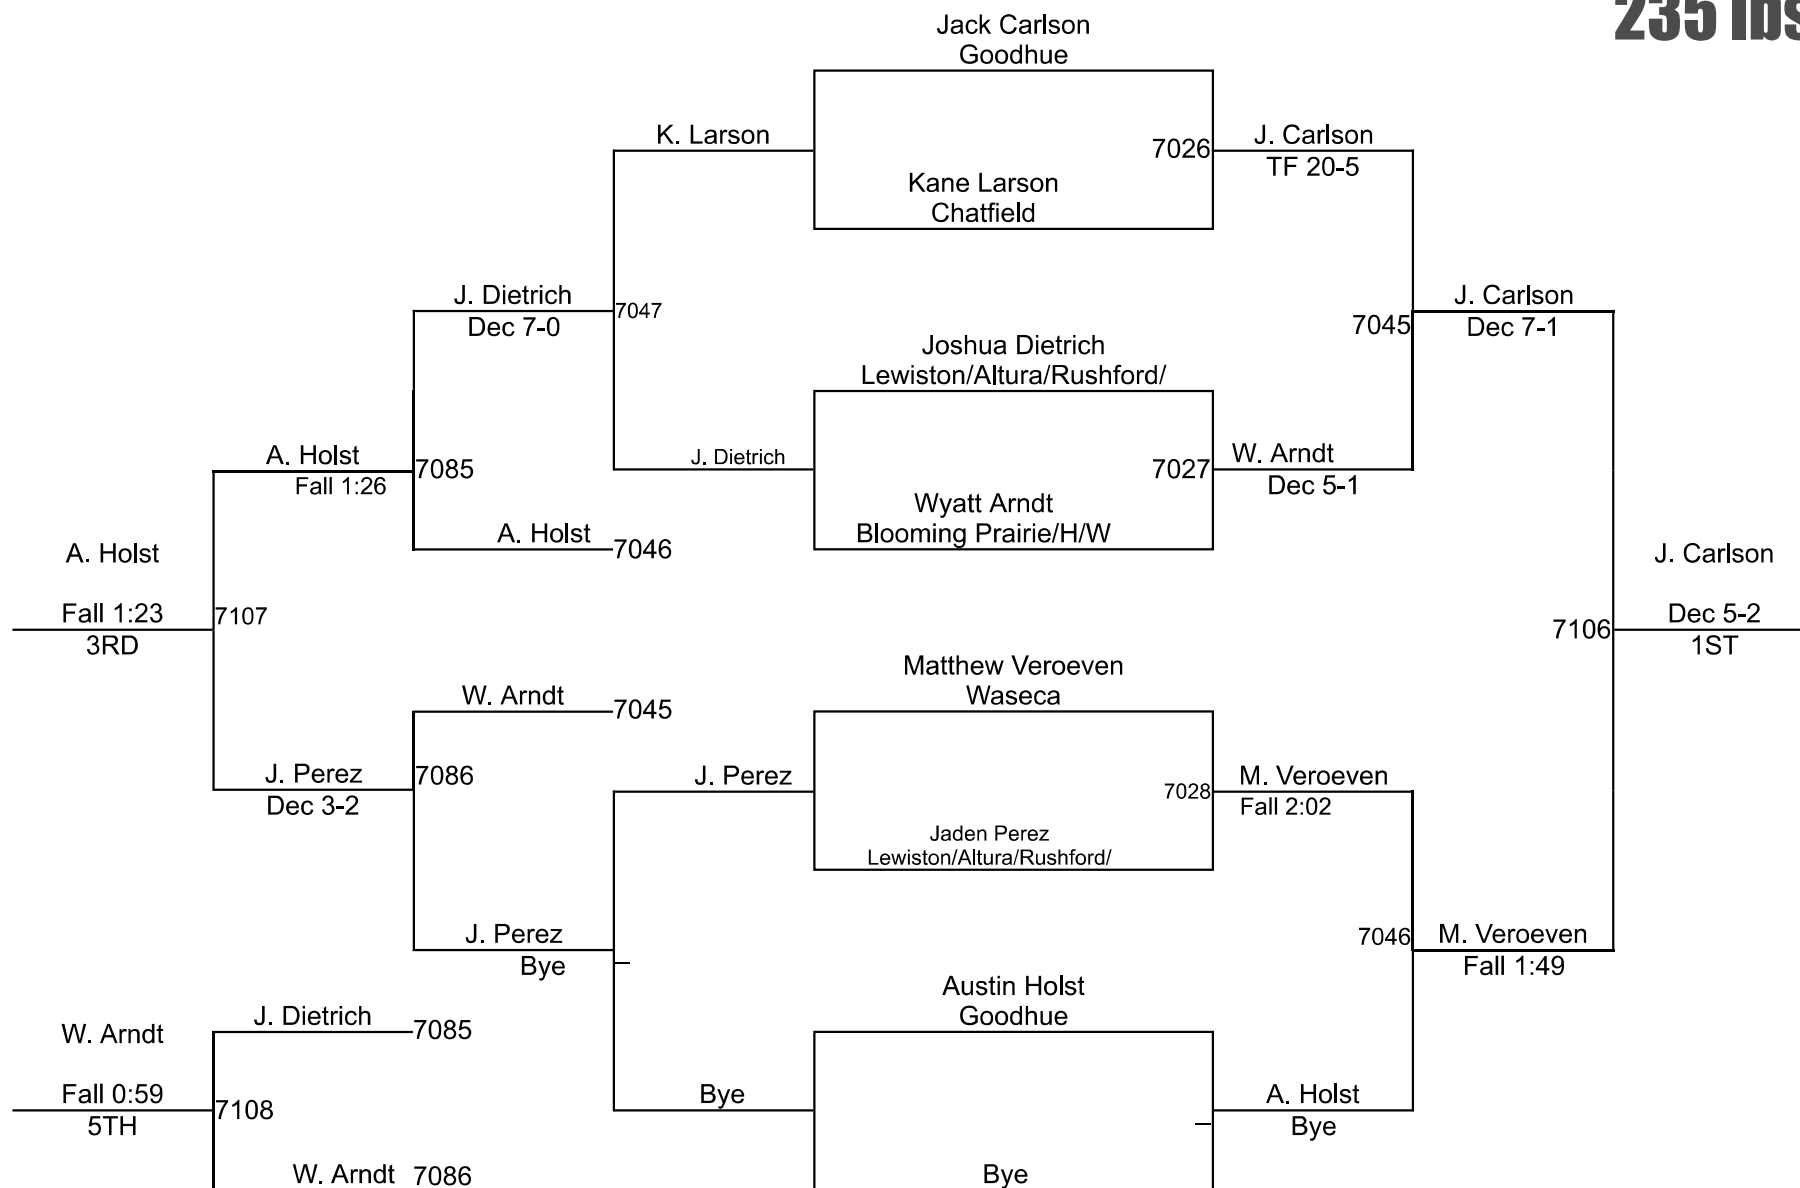 235 lbs
Jack Carlson
Goodhue
K. Larson
7026
J. Carlson
TF 20-5
Kane Larson
Chatfield
J. Dietrich
Dec 7-0
7047
7045
J. Carlson
Dec 7-1
Joshua Dietrich
Lewiston/Altura/Rushford/
A. Holst
Fall 1:26
7085
J. Dietrich
7027
W. Arndt
Dec 5-1
Wyatt Arndt
Blooming Prairie/H/W
A. Holst
7046
A. Holst
Fall 1:23
3RD
7107
7106
J. Carlson
Dec 5-2
1ST
Matthew Veroeven
Waseca
W. Arndt
7045
J. Perez
Dec 3-2
7086
J. Perez
7028
M. Veroeven
Fall 2:02
Jaden Perez
Lewiston/Altura/Rushford/
J. Perez
Bye
7046
M. Veroeven
Fall 1:49
Austin Holst
Goodhue
J. Dietrich
7085
W. Arndt
Fall 0:59
5TH
7108
Bye
A. Holst
Bye
W. Arndt
7086
Bye